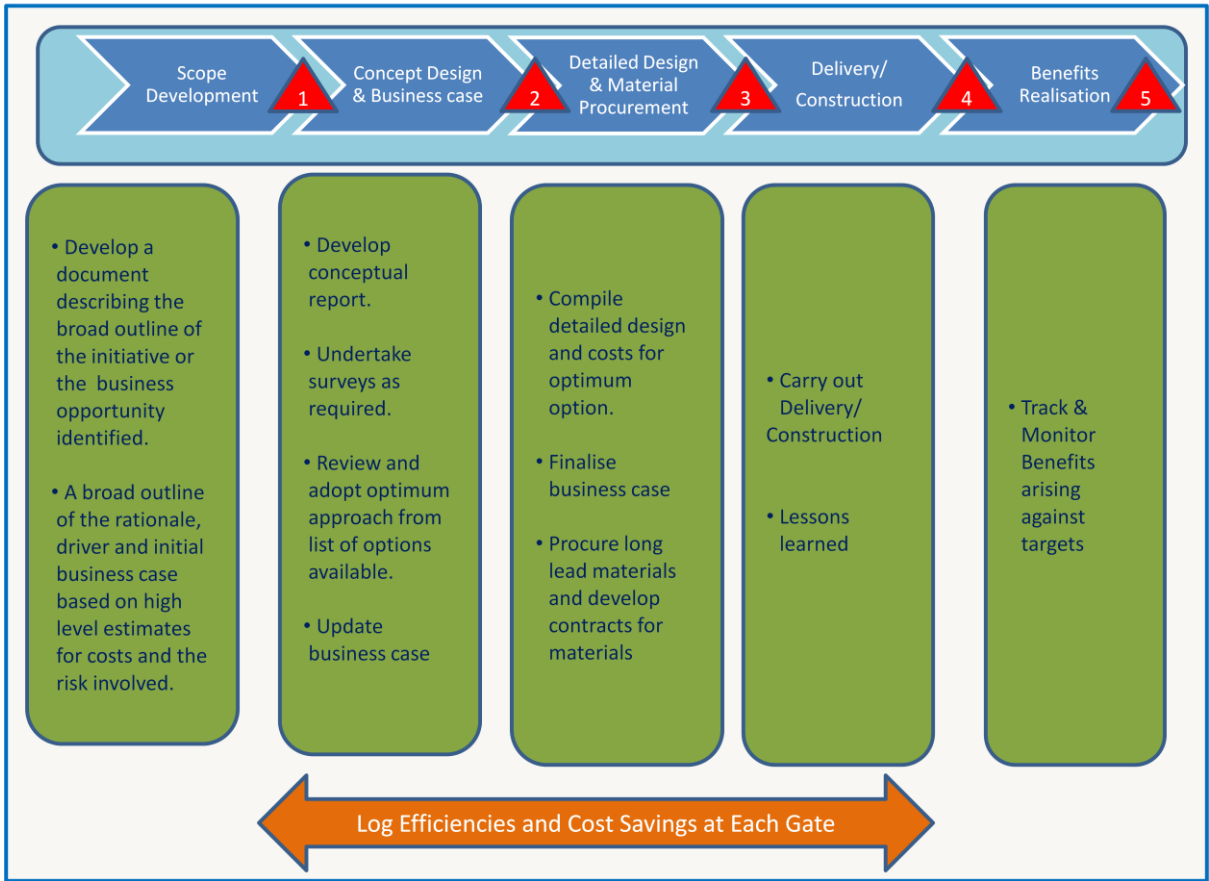 Scope
Development
1
Concept Design
& Business case
2
Detailed Design
& Material
Procurement
3
Delivery/
Construction
4
Benefits
Realisation
5
• Develop a
document
describing the
broad outline of
the initiative or
the business
opportunity
identified.
• A broad outline
of the rationale,
driver and initial
business case
based on high
level estimates
for costs and the
risk involved.
• Develop
conceptual
report.
• Undertake
surveys as
required.
• Review and
adopt optimum
approach from
list of options
available.
• Update
business case
• Compile
detailed design
and costs for
optimum
option.
• Finalise
business case
• Procure long
lead materials
and develop
contracts for
materials
• Carry out
Delivery/
Construction
• Lessons
learned
• Track &
Monitor
Benefits
arising
against
targets
Log Efficiencies and Cost Savings at Each Gate